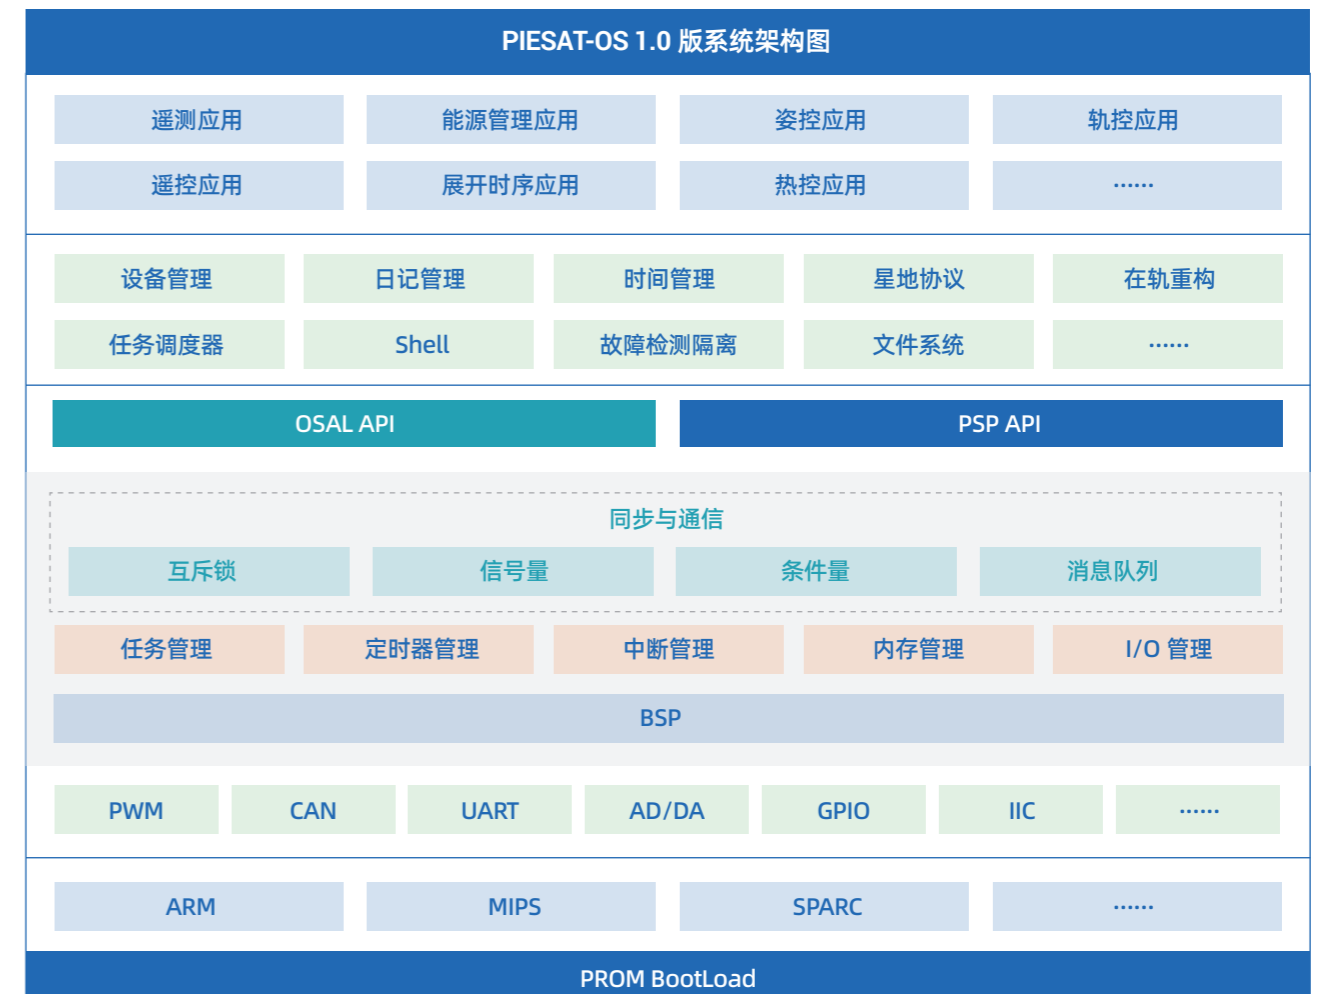 PIESAT-OS 1.0 版系统架构图
遥测应用 能源管理应用 姿控应用 轨控应用
遥控应用 展开时序应用 热控应用 ······
设备管理 日记管理 时间管理 星地协议 在轨重构
任务调度器 Shell 故障检测隔离 文件系统 ······
OSAL API PSP API
同步与通信
互斥锁 信号量 条件量 消息队列
任务管理 定时器管理 中断管理 内存管理 I/O 管理
BSP
PWM CAN UART AD/DA GPIO IIC ······
ARM MIPS SPARC ······
PROM BootLoad